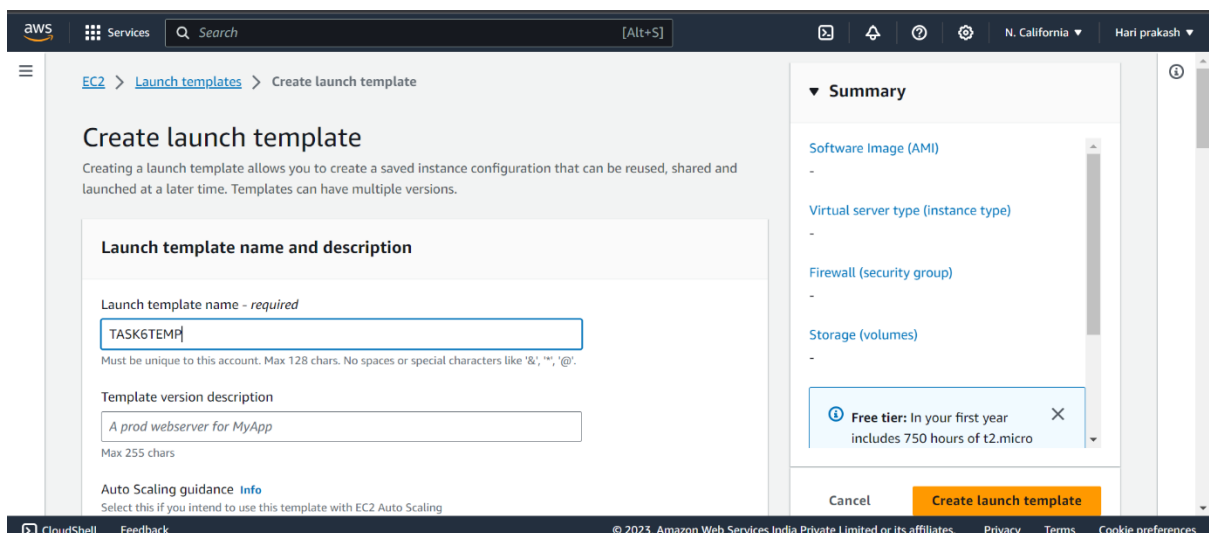 aws
Services
Search
[Alt+S]
N. California ▼
Hari prakash ▼
EC2 > Launch templates > Create launch template
Create launch template
Creating a launch template allows you to create a saved instance configuration that can be reused, shared and
launched at a later time. Templates can have multiple versions.
Launch template name and description
Launch template name - required
TASK6TEMP
Must be unique to this account. Max 128 chars. No spaces or special characters like '&', '*', '@'.
Template version description
A prod webserver for MyApp
Max 255 chars
Auto Scaling guidance Info
Select this if you intend to use this template with EC2 Auto Scaling
▼ Summary
Software Image (AMI)
-
Virtual server type (instance type)
-
Firewall (security group)
-
Storage (volumes)
-
Free tier: In your first year
includes 750 hours of t2.micro
Cancel
Create launch template
CloudShell
Feedback
© 2023, Amazon Web Services India Private Limited or its affiliates.
Privacy
Terms
Cookie preferences